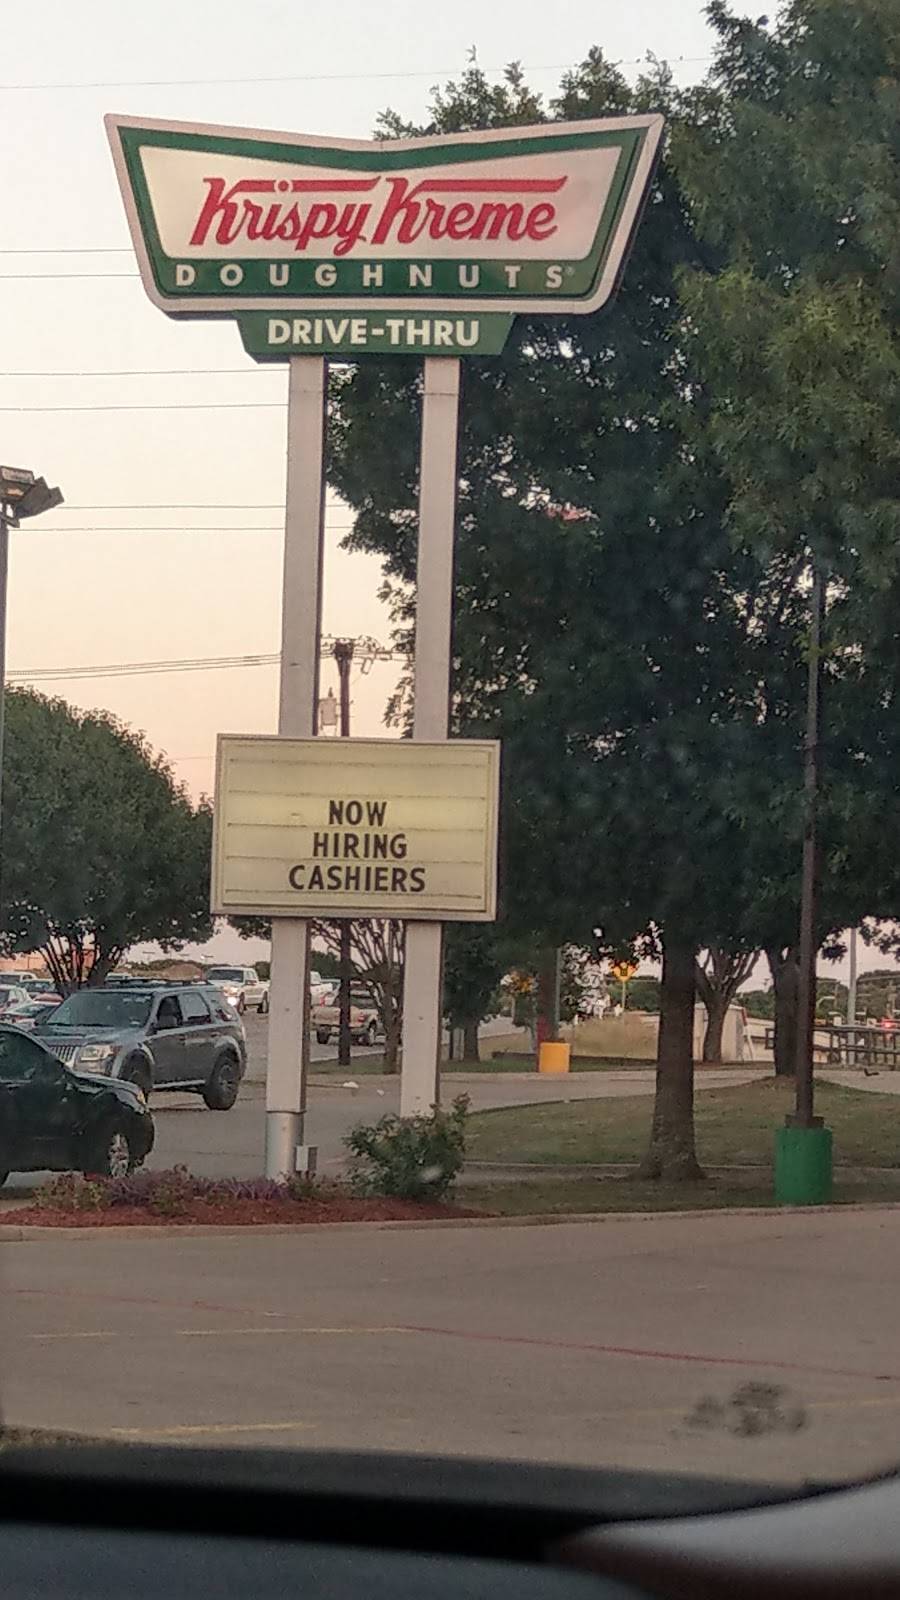 Krispy Kreme
DOUGHNUTS®
DRIVE-THRU
NOW
HIRING
CASHIERS